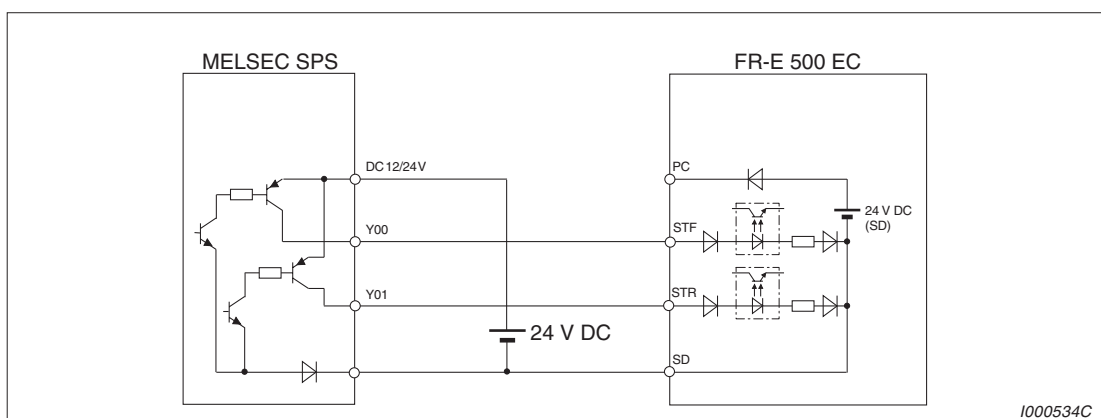 MELSEC SPS
FR-E 500 EC
DC 12/24 V
PC
24 V DC
(SD)
Y00
STF
Y01
STR
24 V DC
SD
I000534C